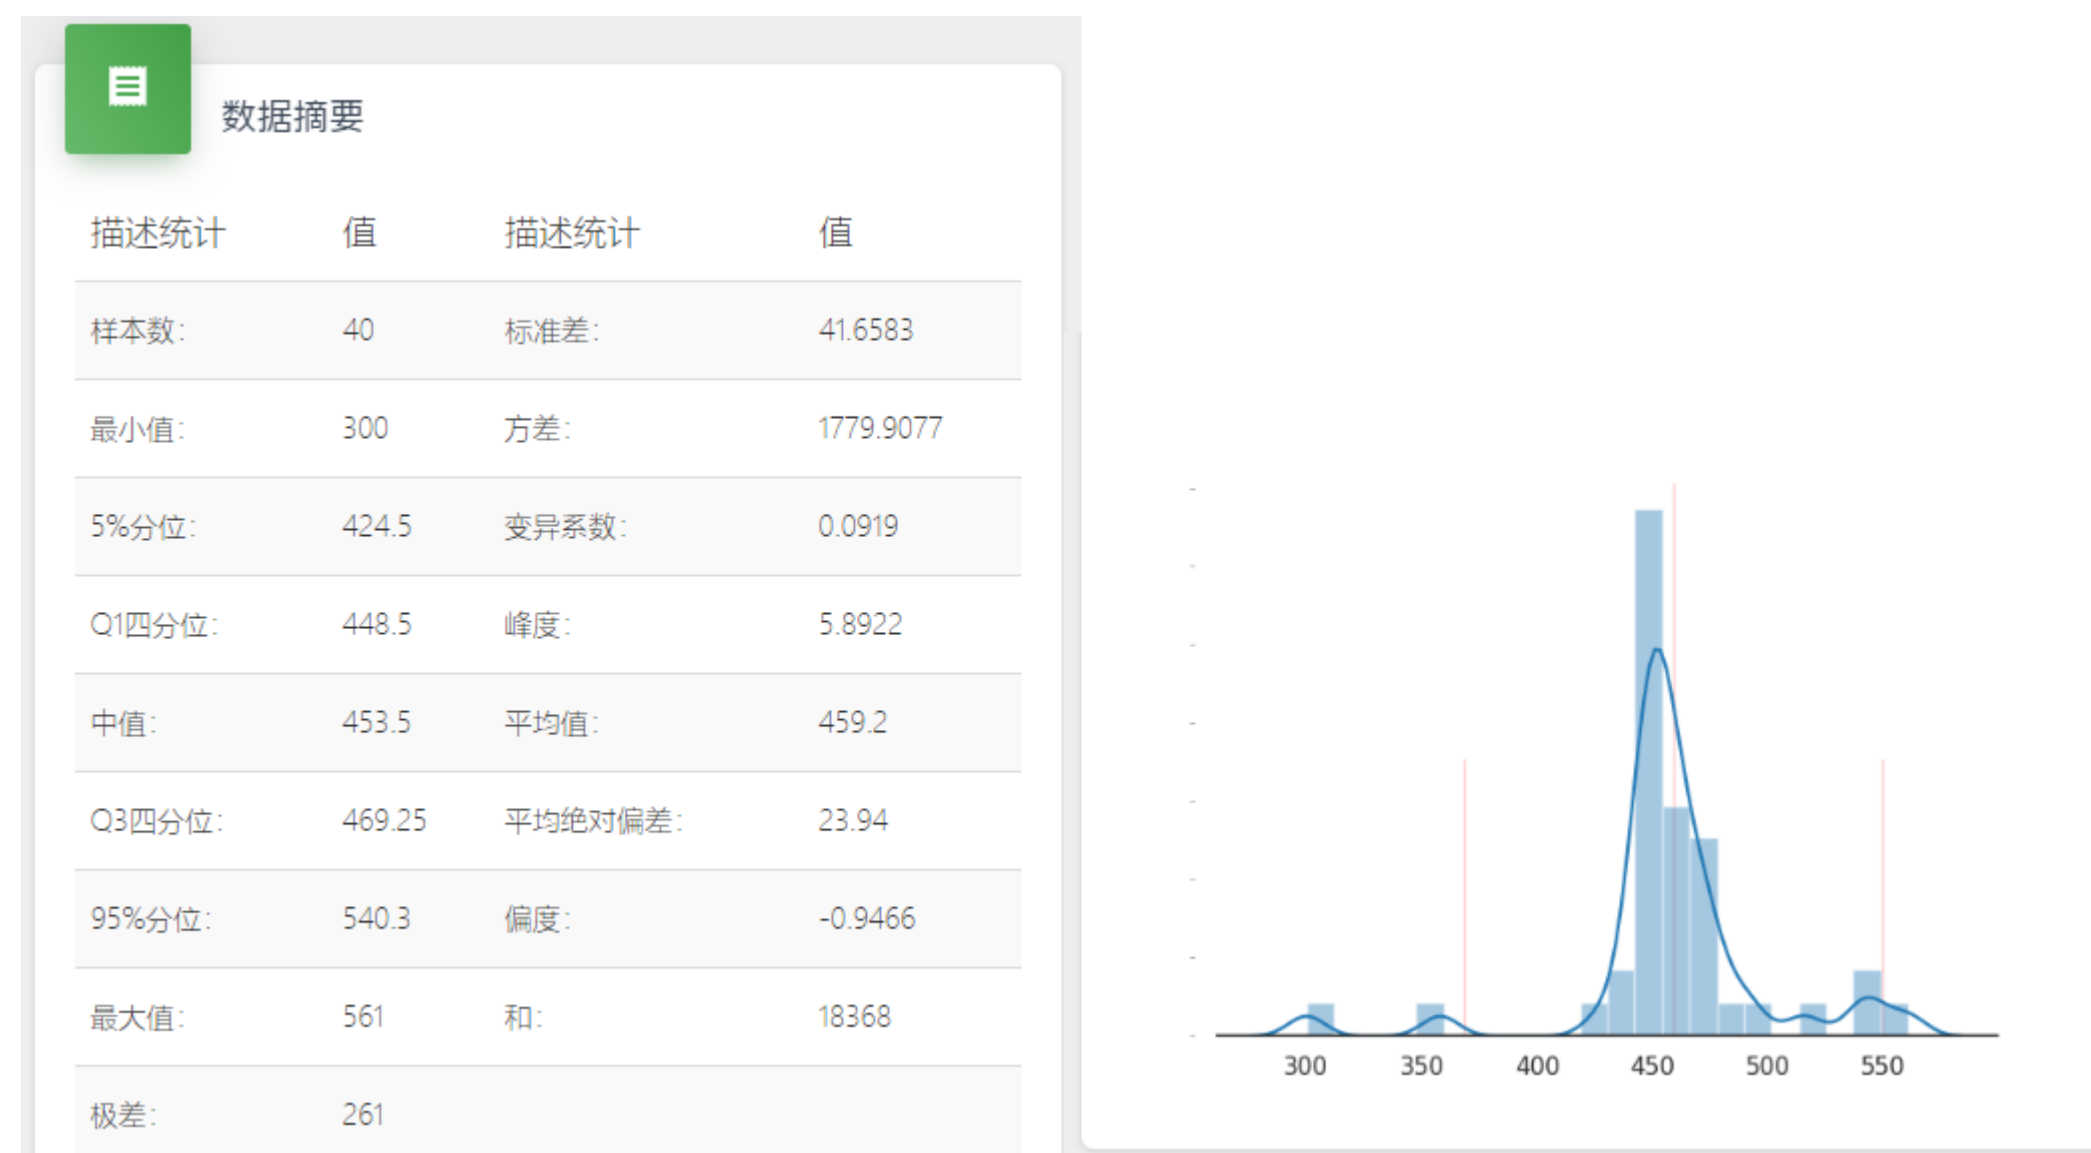 数据摘要
描述统计 值 描述统计 值
样本数: 40 标准差: 41.6583
最小值: 300 方差: 1779.9077
5%分位: 424.5 变异系数: 0.0919
Q1四分位: 448.5 峰度: 5.8922
中值: 453.5 平均值: 459.2
Q3四分位: 469.25 平均绝对偏差: 23.94
95%分位: 540.3 偏度: -0.9466
最大值: 561 和: 18368
极差: 261
300 350 400 450 500 550